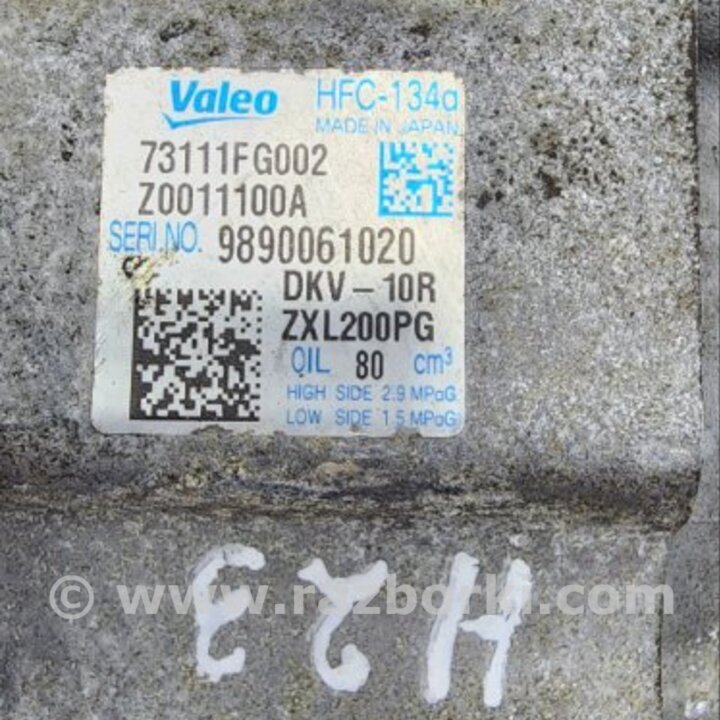 Valeo HFC-134a
MADE IN JAPAN
73111FG002
Z0011100A
SERI.NO. 9890061020
DKV-10R
ZXL200PG
OIL 80 cm³
HIGH SIDE 2.9 MPaG
LOW SIDE 1.5 MPaG
© www.razborki.com
H23